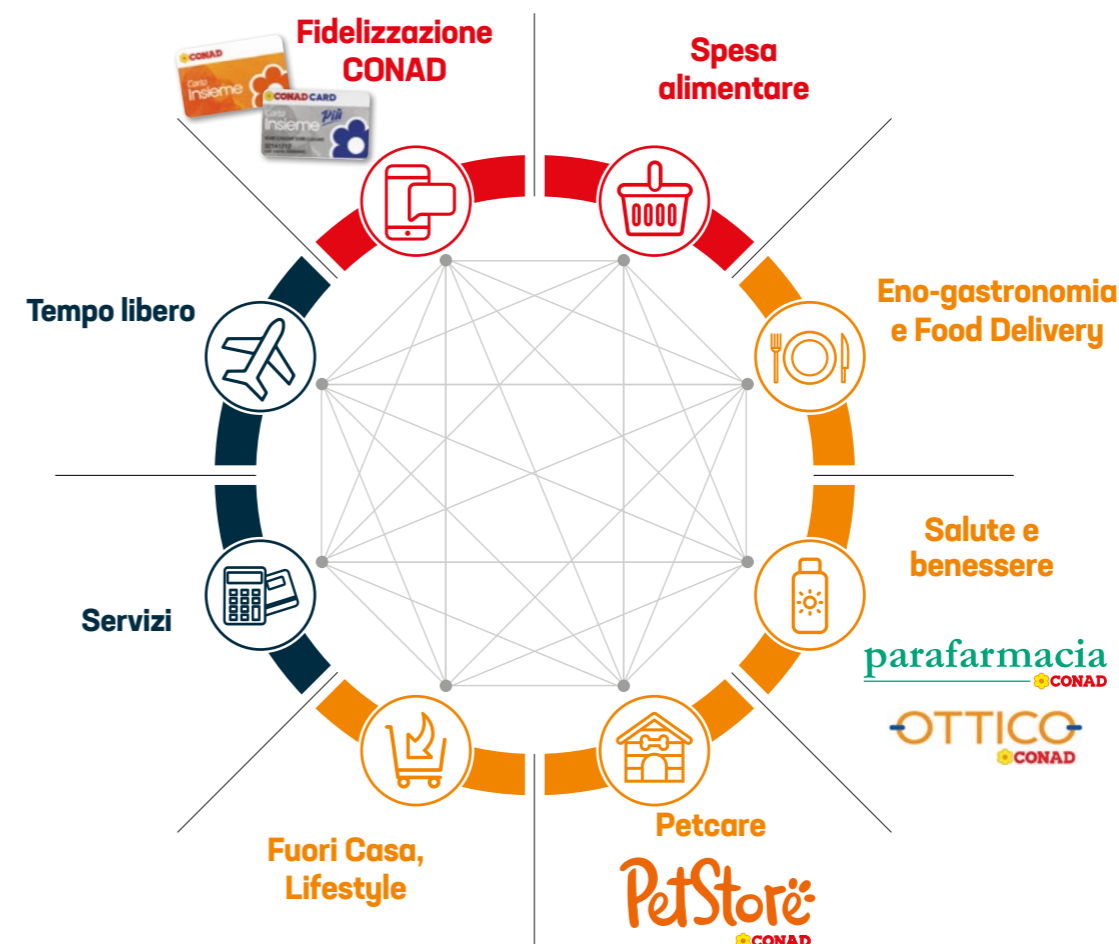 Fidelizzazione
CONAD
CONAD
Carta
Insieme
CONAD CARD
Carta
Insieme Più
Spesa
alimentare
Tempo libero
Eno-gastronomia
e Food Delivery
Salute e
benessere
parafarmacia
CONAD
OTTICO
CONAD
Servizi
Petcare
PetStore
CONAD
Fuori Casa,
Lifestyle